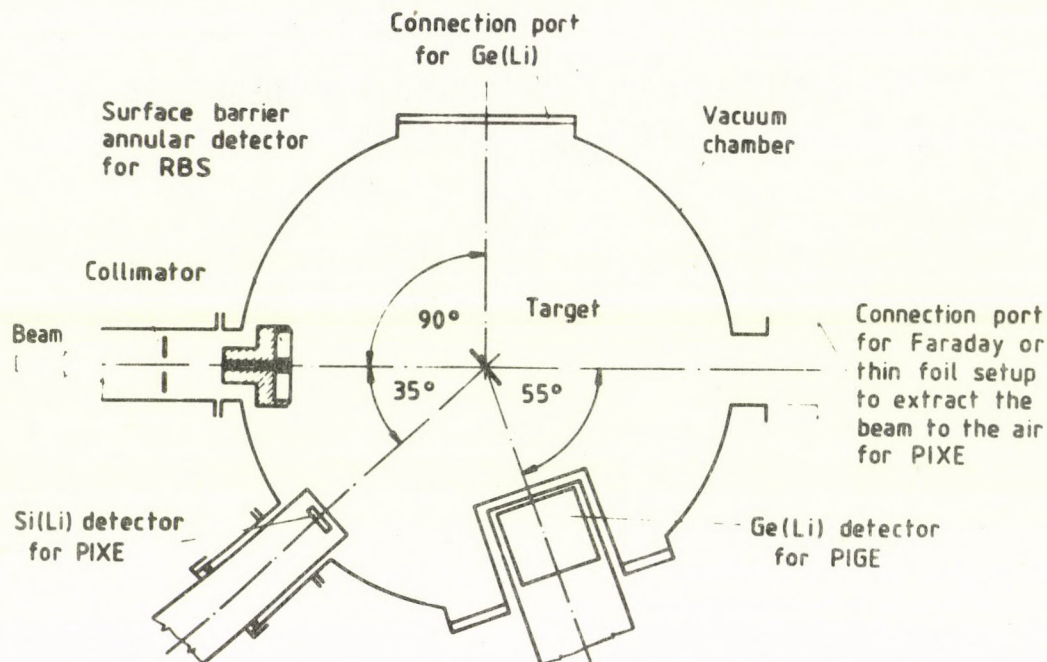 Connection port
for Ge(Li)
Surface barrier
annular detector
for RBS
Vacuum
chamber
Collimator
Beam
90°
Target
35°
55°
Connection port
for Faraday or
thin foil setup
to extract the
beam to the air
for PIXE
Si(Li) detector
for PIXE
Ge(Li) detector
for PIGE